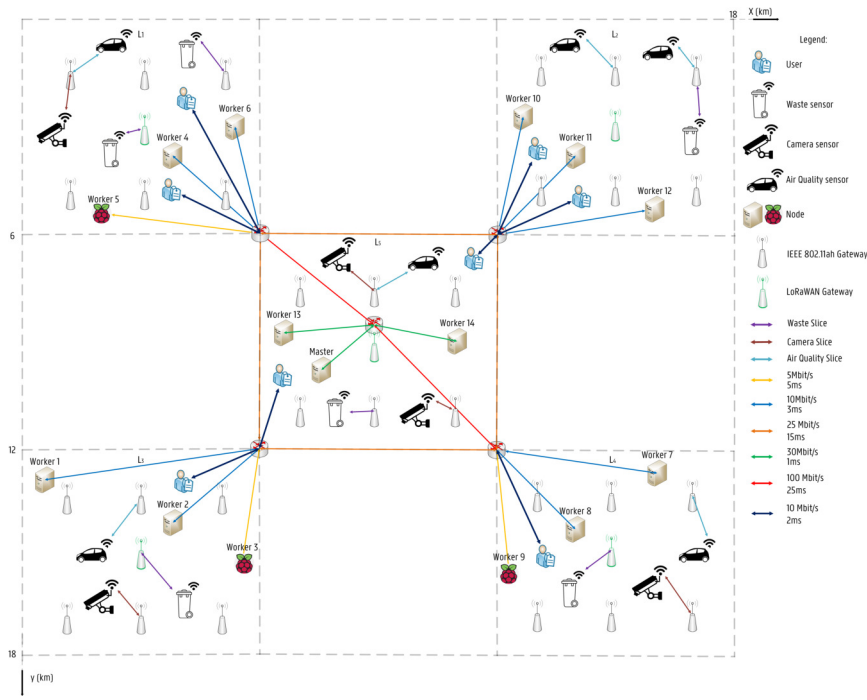 18
X (km)
L1
L2
Legend:
User
Waste sensor
Camera sensor
Air Quality sensor
Node
IEEE 802.11ah Gateway
LoRaWAN Gateway
Waste Slice
Camera Slice
Air Quality Slice
5Mbit/s
5ms
10Mbit/s
3ms
25 Mbit/s
15ms
30Mbit/s
1ms
100 Mbit/s
25ms
10 Mbit/s
2ms
Worker 10
Worker 6
Worker 4
Worker 11
Worker 5
Worker 12
6
L5
Worker 13
Worker 14
Master
12
Worker 1
L3
L4
Worker 7
Worker 2
Worker 8
Worker 3
Worker 9
18
y (km)